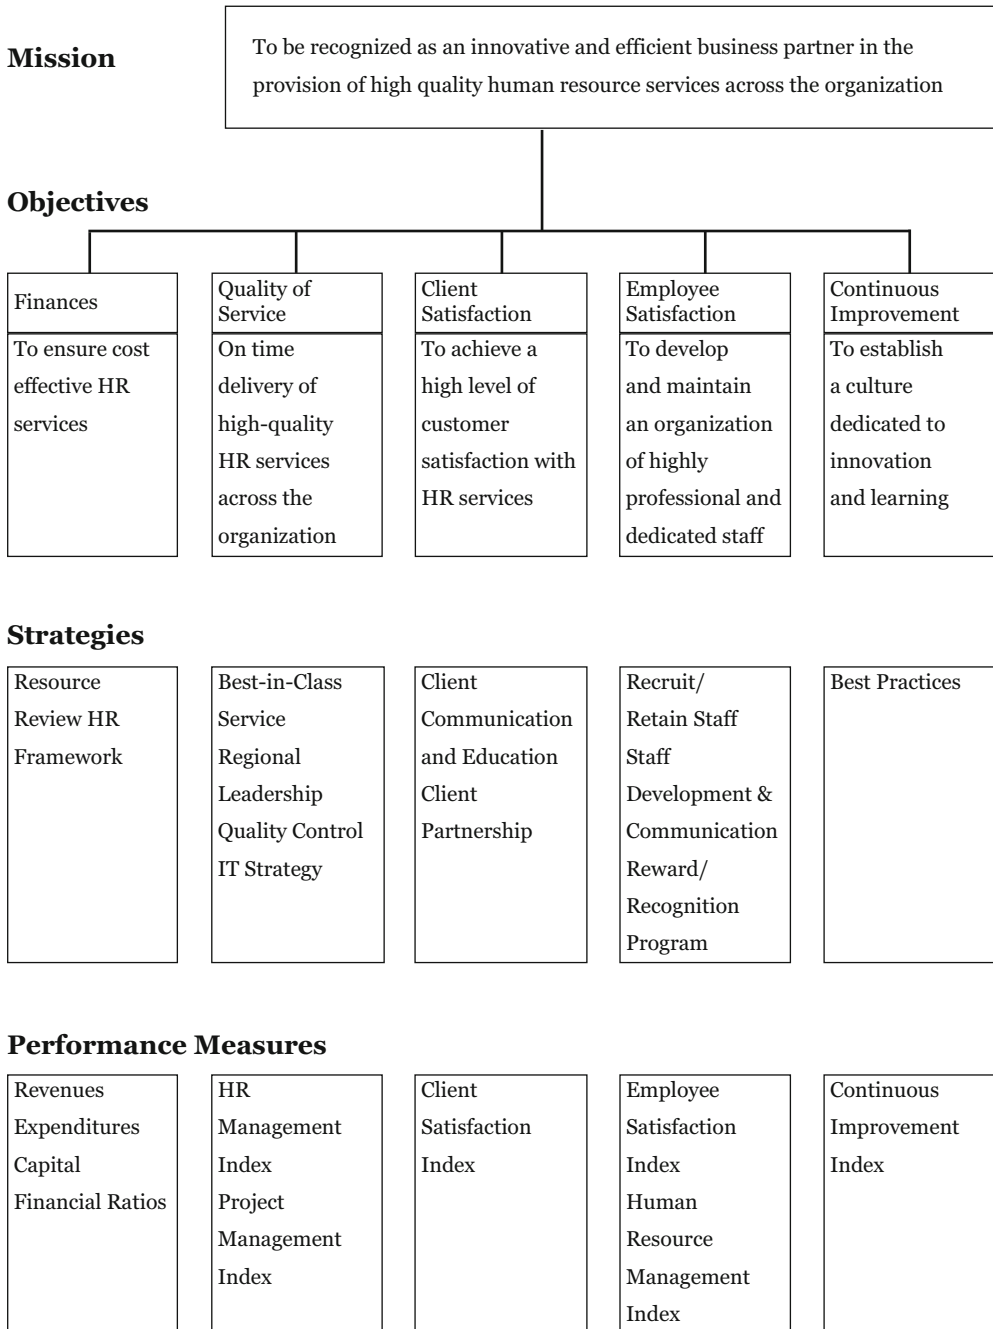 Mission
To be recognized as an innovative and efficient business partner in the
provision of high quality human resource services across the organization
Objectives
Finances
To ensure cost
effective HR
services
Quality of
Service
On time
delivery of
high-quality
HR services
across the
organization
Client
Satisfaction
To achieve a
high level of
customer
satisfaction with
HR services
Employee
Satisfaction
To develop
and maintain
an organization
of highly
professional and
dedicated staff
Continuous
Improvement
To establish
a culture
dedicated to
innovation
and learning
Strategies
Resource
Review HR
Framework
Best-in-Class
Service
Regional
Leadership
Quality Control
IT Strategy
Client
Communication
and Education
Client
Partnership
Recruit/
Retain Staff
Staff
Development &
Communication
Reward/
Recognition
Program
Best Practices
Performance Measures
Revenues
Expenditures
Capital
Financial Ratios
HR
Management
Index
Project
Management
Index
Client
Satisfaction
Index
Employee
Satisfaction
Index
Human
Resource
Management
Index
Continuous
Improvement
Index